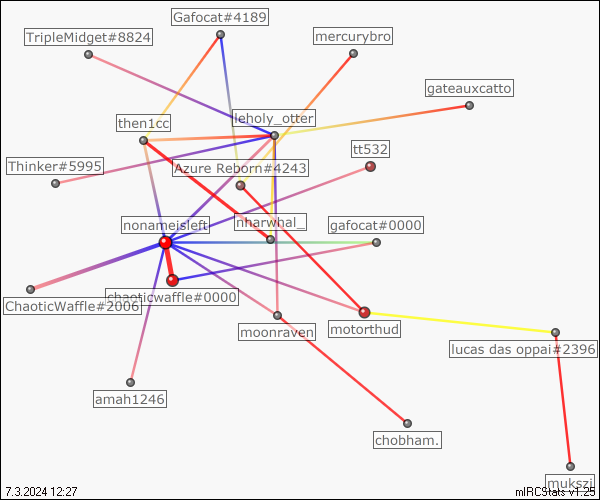 Gafocat#4189
TripleMidget#8824
mercurybro
gateauxcatto
then1cc
leholy_otter
tt532
Thinker#5995
Azure Reborn#4243
nonameisleft
nharwhal_
gafocat#0000
ChaoticWaffle#2006
chaoticwaffle#0000
moonraven
motorthud
lucas das oppai#2396
amah1246
chobham.
mukszi
7.3.2024 12:27
mIRCStats v1.25